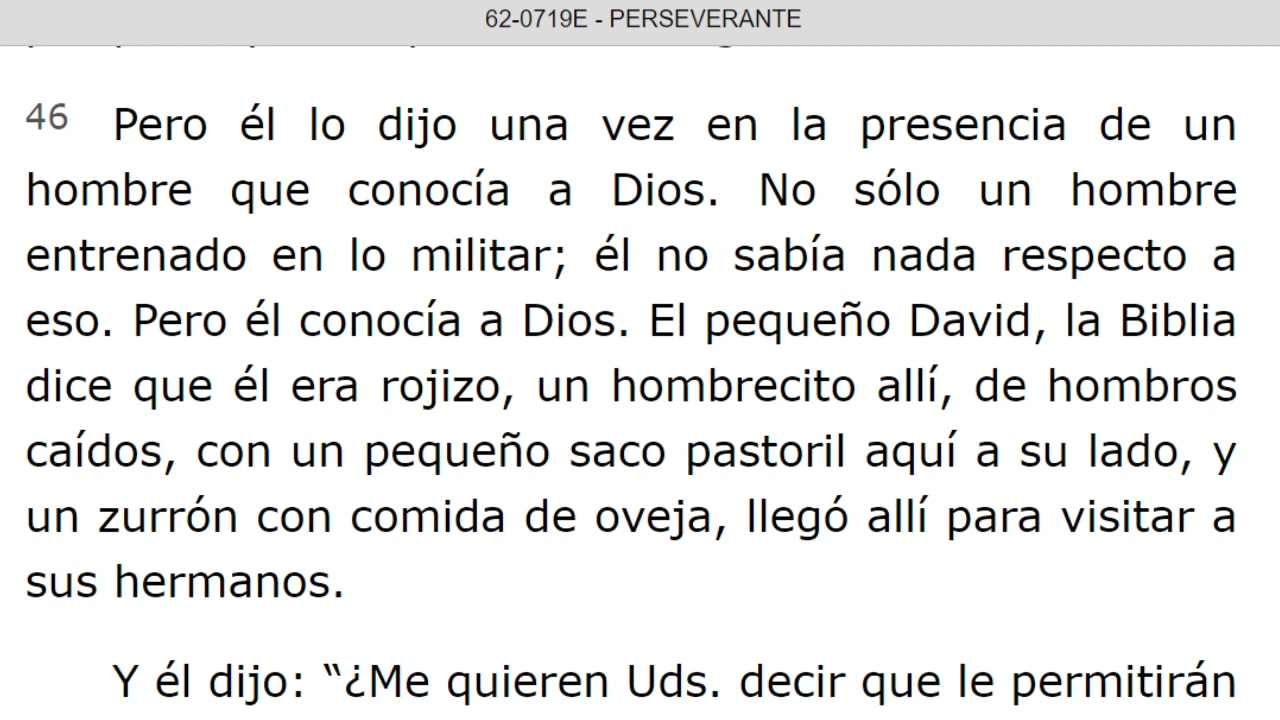 62-0719E - PERSEVERANTE
46 Pero él lo dijo una vez en la presencia de un
hombre que conocía a Dios. No sólo un hombre
entrenado en lo militar; él no sabía nada respecto a
eso. Pero él conocía a Dios. El pequeño David, la Biblia
dice que él era rojizo, un hombrecito allí, de hombros
caídos, con un pequeño saco pastoril aquí a su lado, y
un zurrón con comida de oveja, llegó allí para visitar a
sus hermanos.
Y él dijo: “¿Me quieren Uds. decir que le permitirán